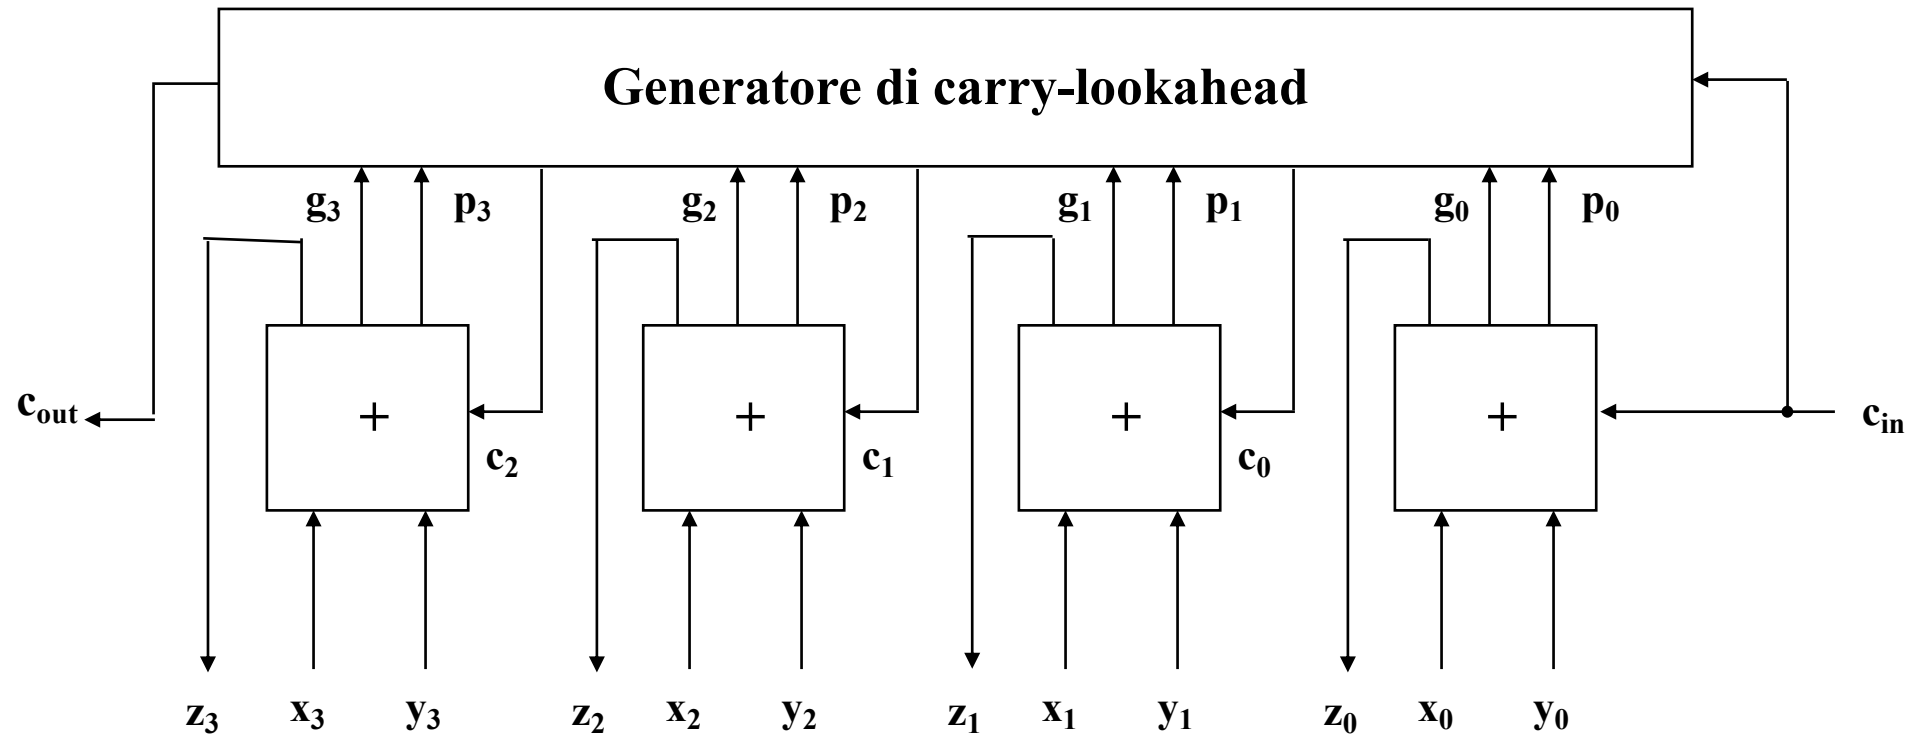 Generatore di carry-lookahead
g3 p3 g2 p2 g1 p1 g0 p0
cout + + + + cin
c2 c1 c0
z3 x3 y3 z2 x2 y2 z1 x1 y1 z0 x0 y0